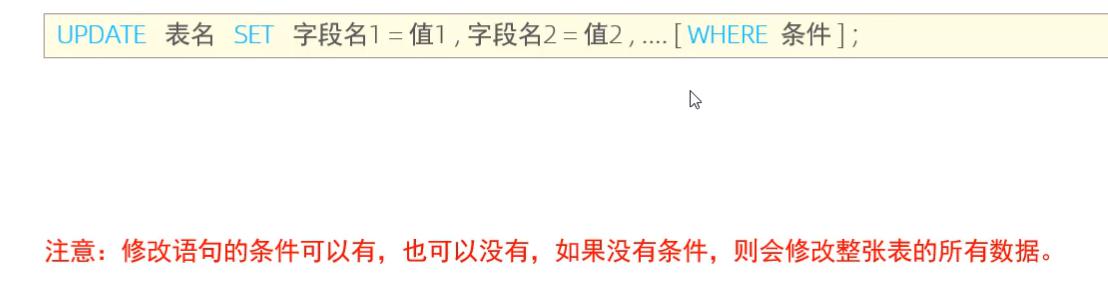 UPDATE 表名 SET 字段名1 = 值1 , 字段名2 = 值2 , .... [ WHERE 条件 ] ;
注意：修改语句的条件可以有，也可以没有，如果没有条件，则会修改整张表的所有数据。